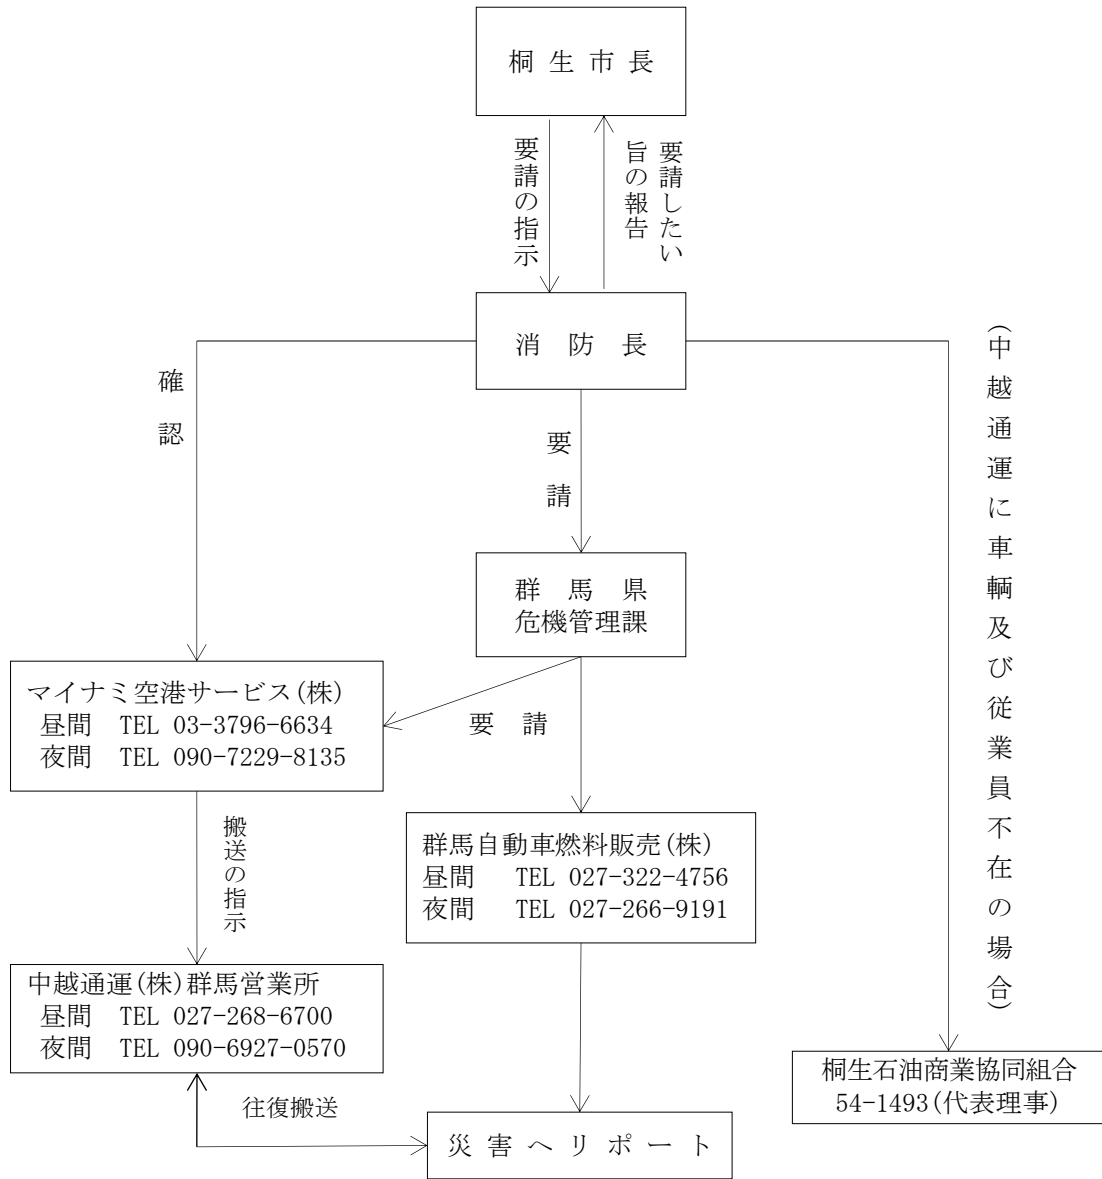 桐生市長
要請の指示
要請したい
旨の報告
消防長
確認
要請
(中越通運に車輌及び従業員不在の場合)
群馬県
危機管理課
マイナミ空港サービス(株)
昼間 TEL 03-3796-6634
夜間 TEL 090-7229-8135
要請
搬送の指示
群馬自動車燃料販売(株)
昼間 TEL 027-322-4756
夜間 TEL 027-266-9191
中越通運(株)群馬営業所
昼間 TEL 027-268-6700
夜間 TEL 090-6927-0570
往復搬送
桐生石油商業協同組合
54-1493(代表理事)
災害ヘリポート